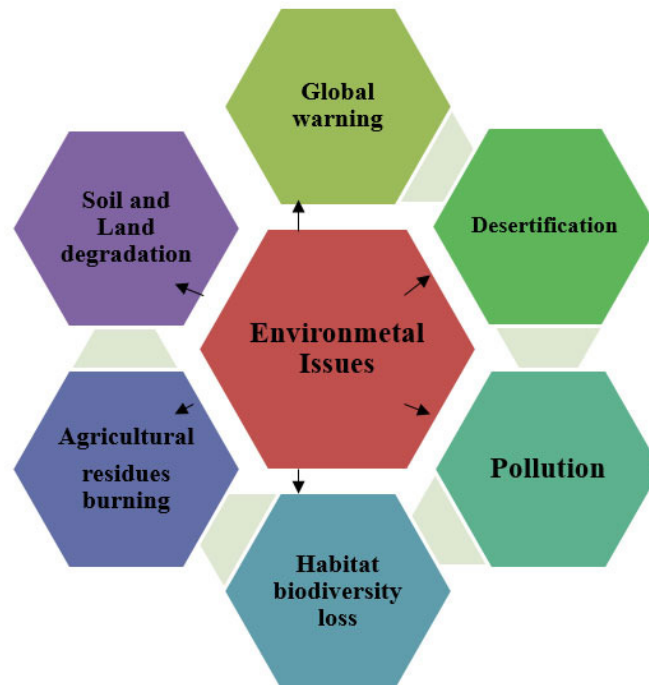 Global
warning
Soil and
Land
degradation
Desertification
Environmetal
Issues
Agricultural
residues
burning
Pollution
Habitat
biodiversity
loss